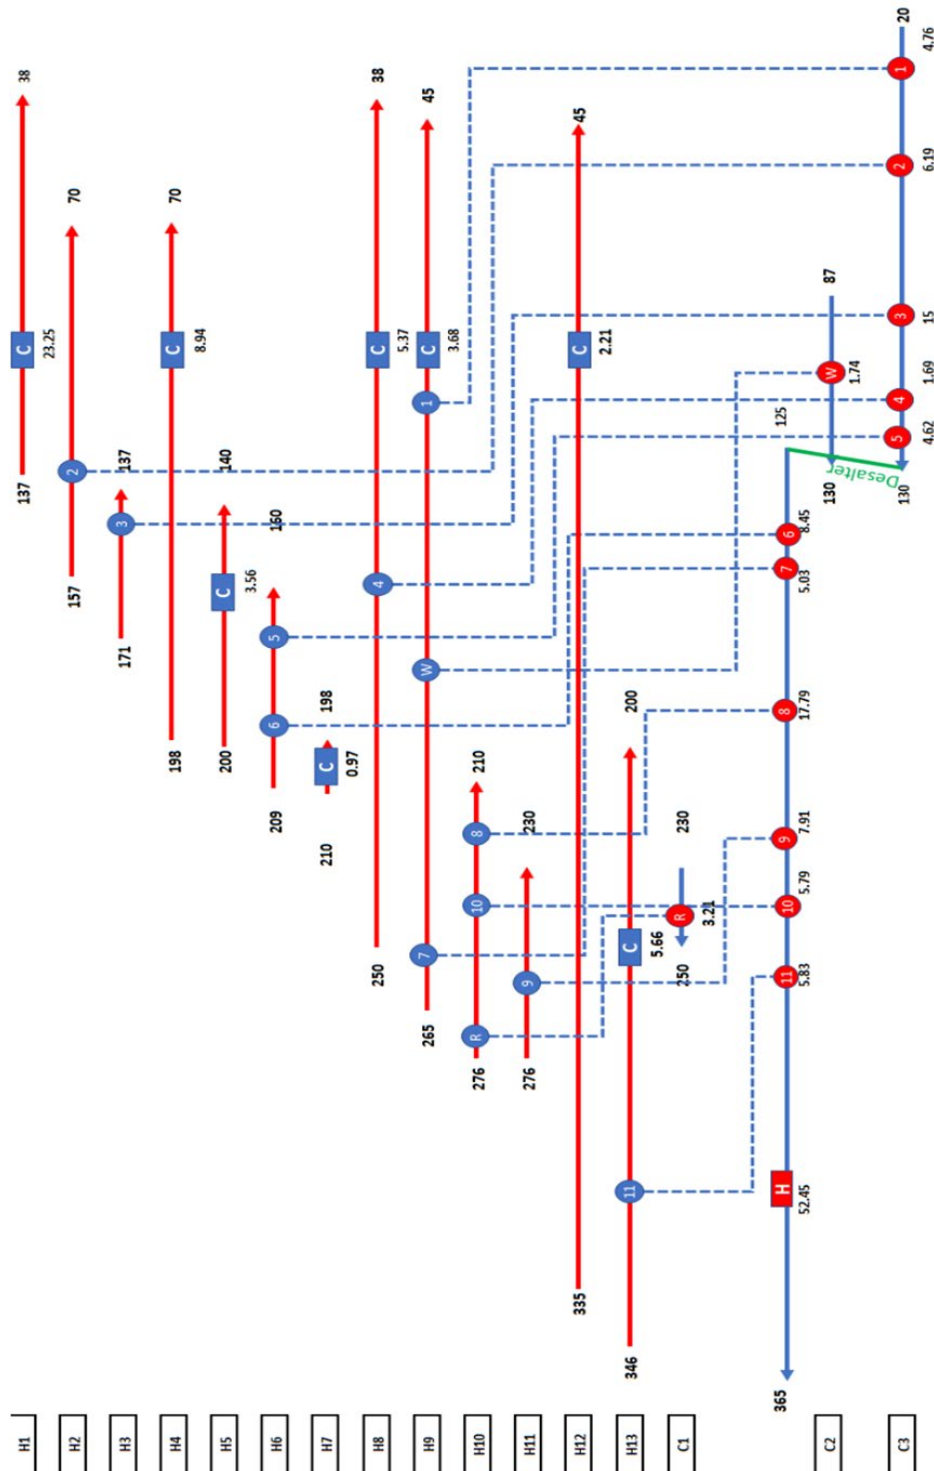 H1
137
C
23.25
38
H2
157
2
70
H3
171
3
137
H4
198
C
8.94
70
H5
200
C
3.56
140
H6
209
6
5
160
H7
210
C
0.97
198
H8
250
4
C
5.37
38
H9
265
7
W
1
C
3.68
45
H10
276
R
10
8
210
H11
276
9
230
H12
335
C
2.21
45
H13
346
11
C
5.66
200
C1
250
R
3.21
230
365
H
52.45
11
5.83
10
5.79
9
7.91
8
17.79
7
5.03
6
8.45
125
C2
130
W
1.74
87
Desalter
C3
130
5
4.62
4
1.69
3
15
2
6.19
1
4.76
20